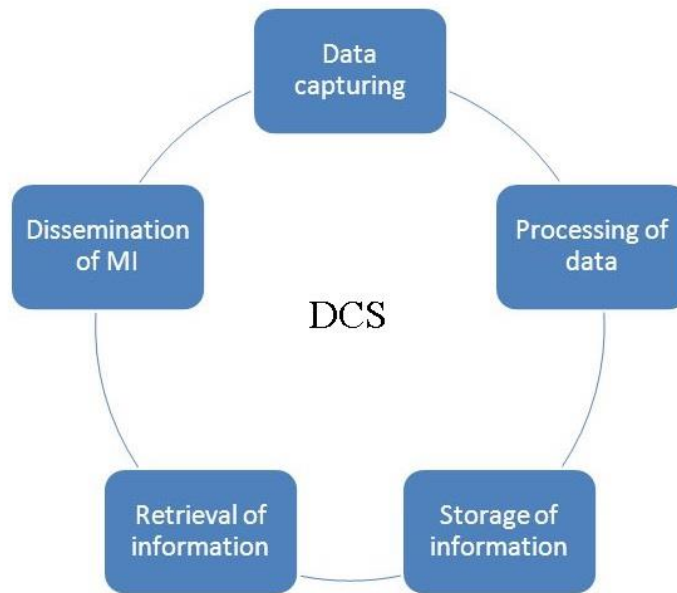 Data
capturing
Processing of
data
Storage of
information
Retrieval of
information
Dissemination
of MI
DCS